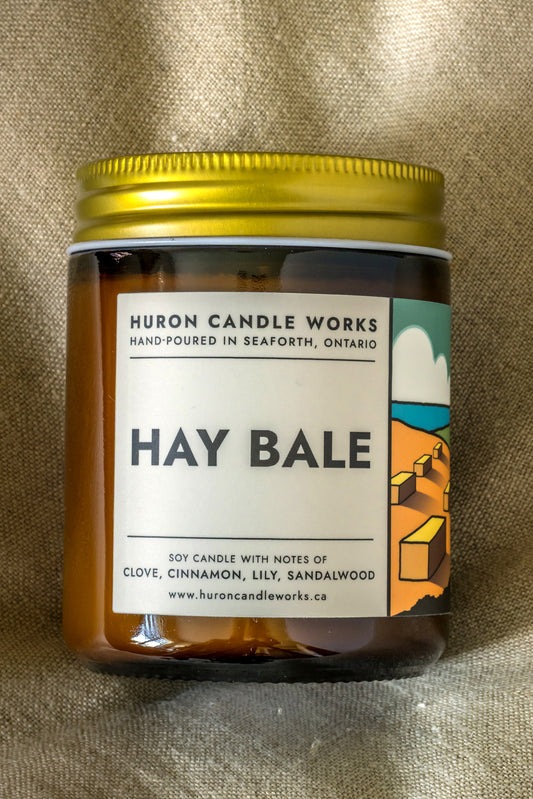 HURON CANDLE WORKS
HAND-POURED IN SEAFORTH, ONTARIO
HAY BALE
SOY CANDLE WITH NOTES OF
CLOVE, CINNAMON, LILY, SANDALWOOD
www.huroncandleworks.ca